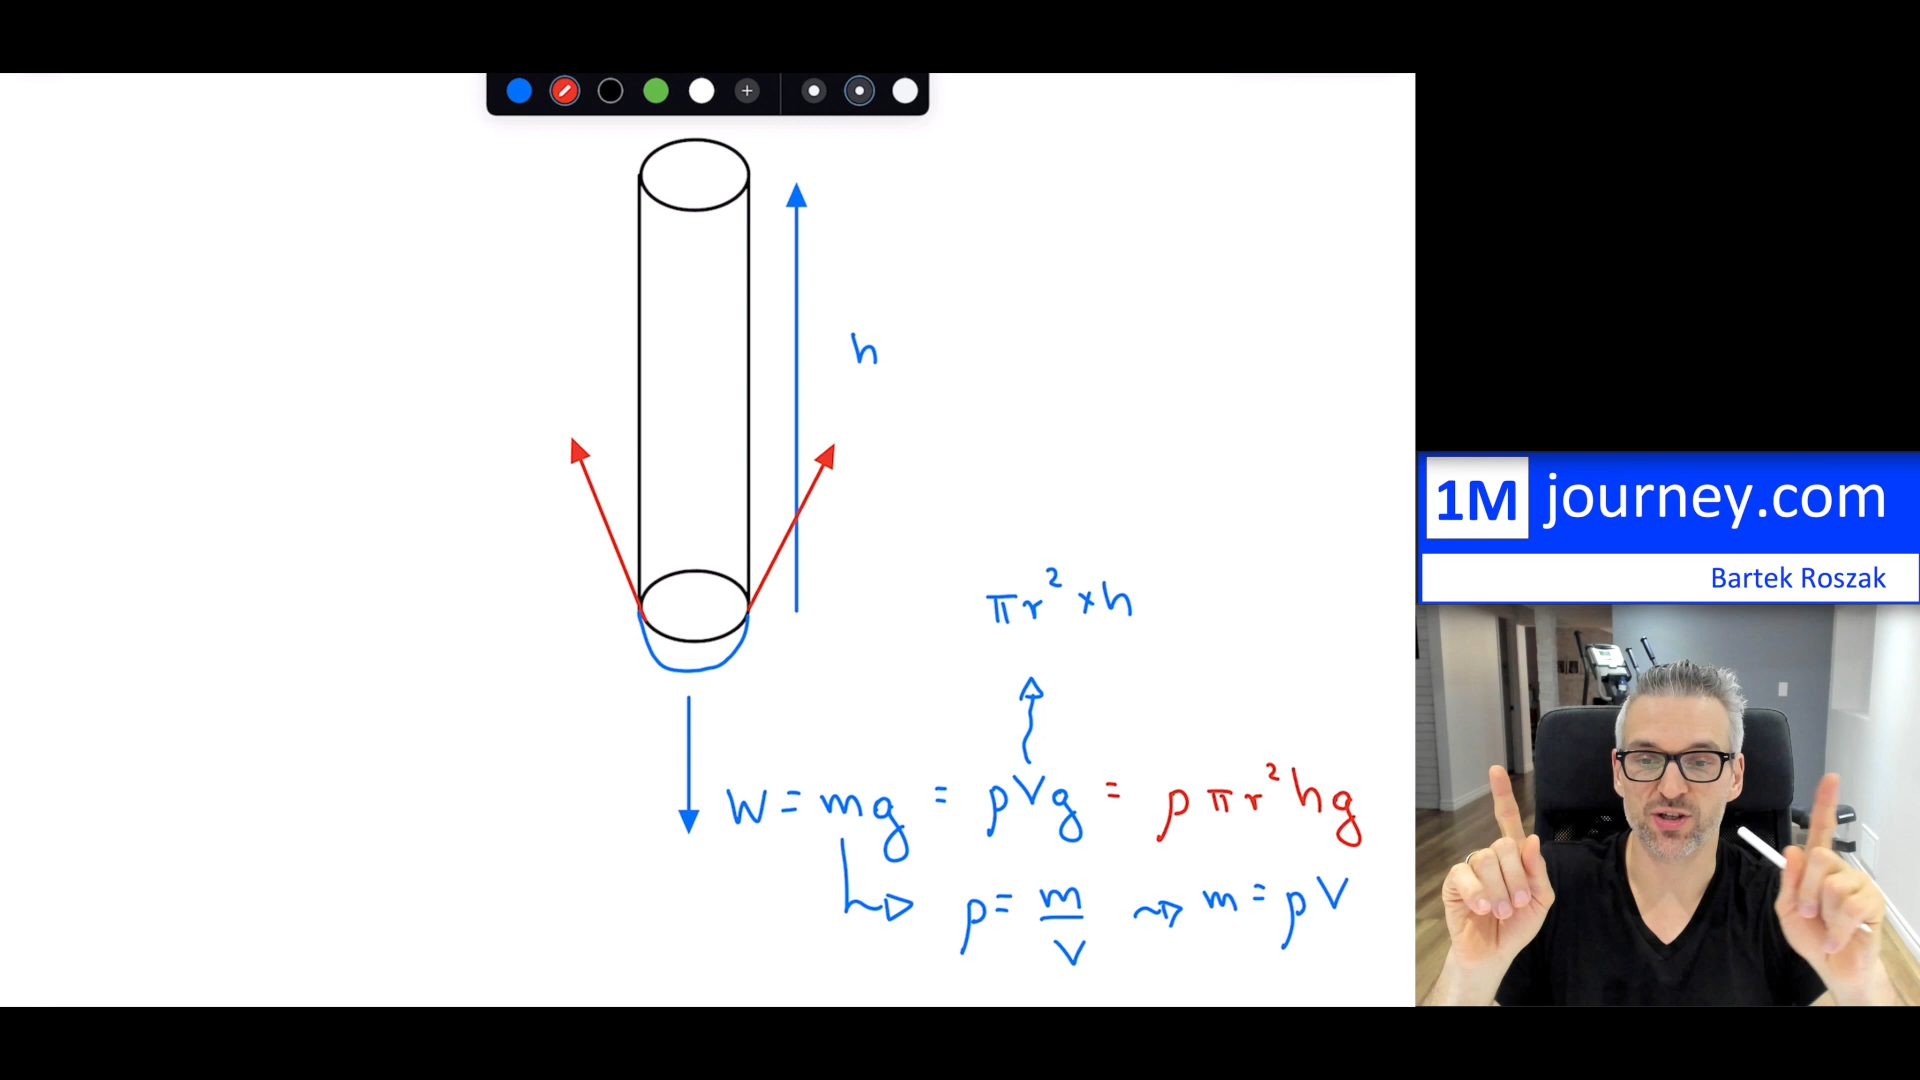 h
πr² × h
W = mg = ρVg = ρπr²hg
ρ = m/V ⇝ m = ρV
1M journey.com
Bartek Roszak